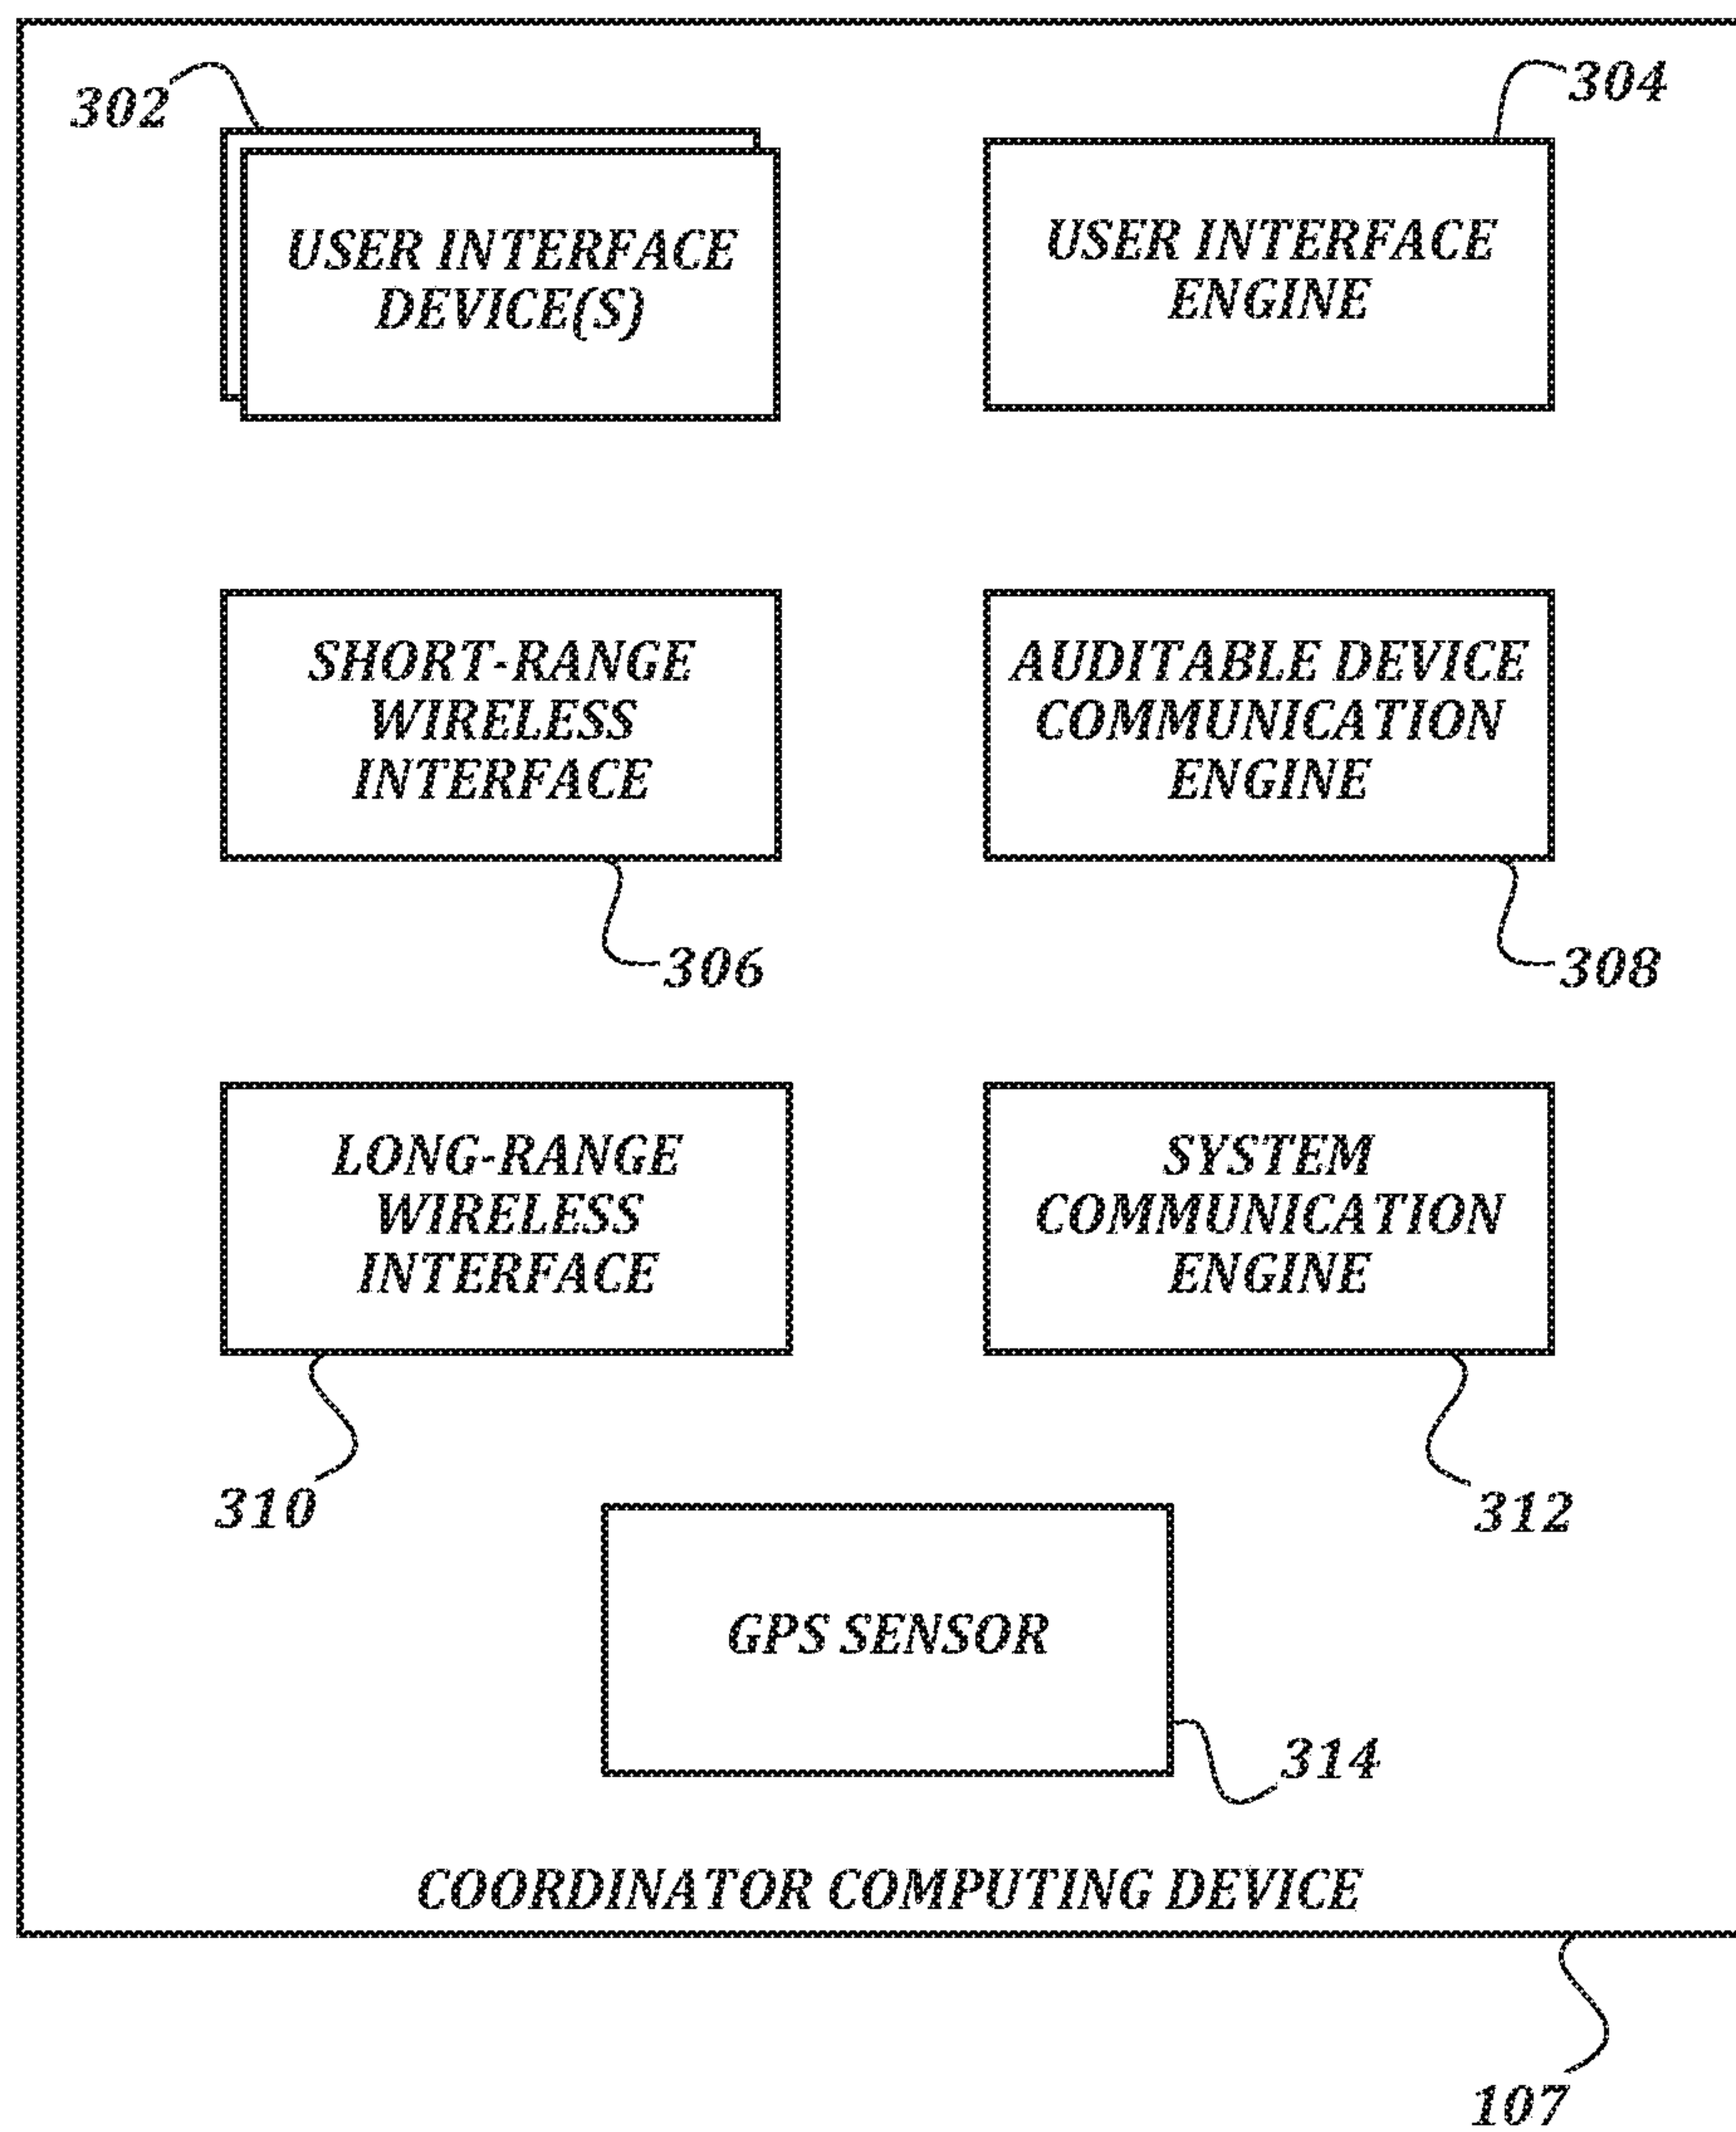 302
304
USER INTERFACE
DEVICE(S)
USER INTERFACE
ENGINE
SHORT-RANGE
WIRELESS
INTERFACE
AUDITABLE DEVICE
COMMUNICATION
ENGINE
306
308
LONG-RANGE
WIRELESS
INTERFACE
SYSTEM
COMMUNICATION
ENGINE
310
312
GPS SENSOR
314
COORDINATOR COMPUTING DEVICE
107